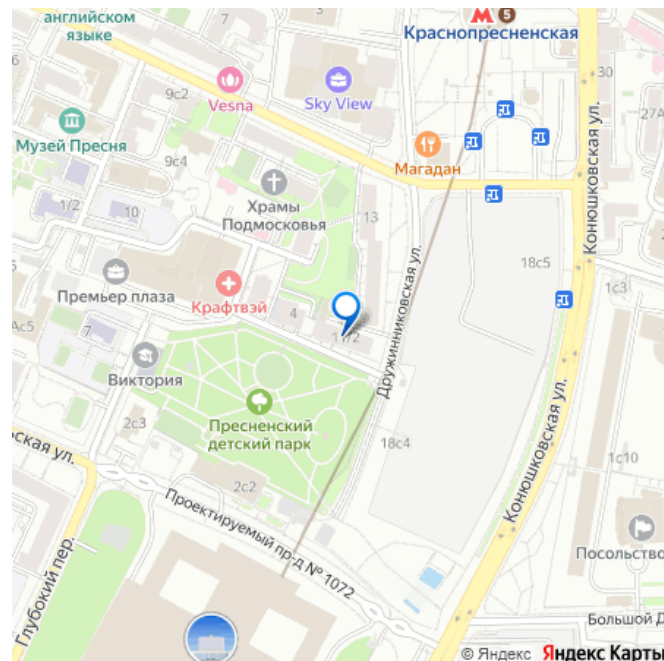 английском
языке
М 5
Краснопресненская
30
9с2
Vesna
Sky View
27А
Музей Пресня
Магадан
9с4
Храмы
Подмосковья
1/2
10
13
Конюшковская ул.
18с5
1с3
Премьер плаза
Крафтвэй
Дружинниковская ул.
4
11/2
Ас5
7
Виктория
Пресненский
детский парк
2с3
ская ул.
18с4
Конюшковская ул.
1с10
2с2
Проектируемый пр-д № 1072
Посольство
Глубокий пер.
Большой Д
© Яндекс Яндекс Карты